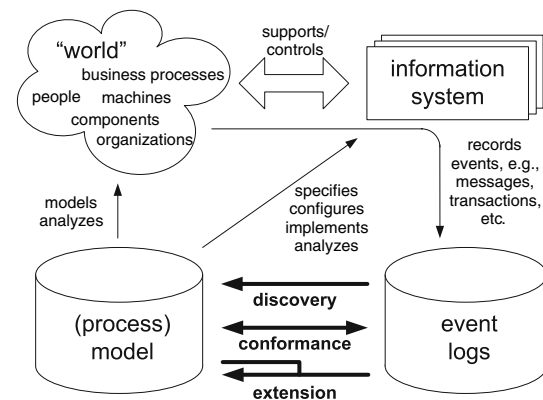 "world"
business processes
people machines
components
organizations
supports/
controls
information
system
models
analyzes
specifies
configures
implements
analyzes
records
events, e.g.,
messages,
transactions,
etc.
(process)
model
discovery
conformance
extension
event
logs